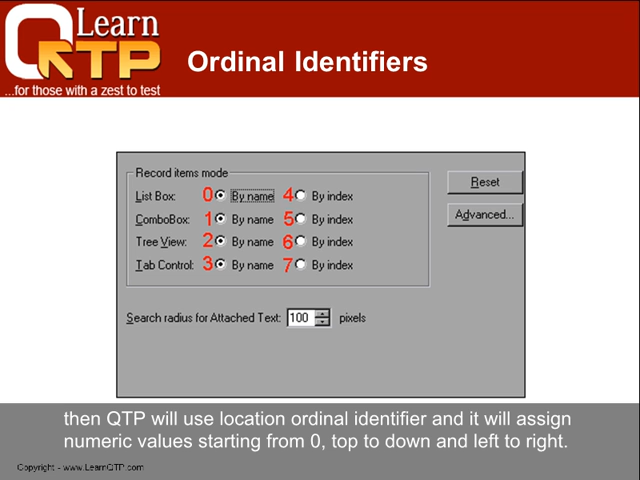 Learn
QTP
...for those with a zest to test
Ordinal Identifiers
Record items mode
List Box: 0 By name 4 By index
ComboBox: 1 By name 5 By index
Tree View: 2 By name 6 By index
Tab Control: 3 By name 7 By index
Reset
Advanced...
Search radius for Attached Text: 100 pixels
then QTP will use location ordinal identifier and it will assign
numeric values starting from 0, top to down and left to right.
Copyright - www.LearnQTP.com